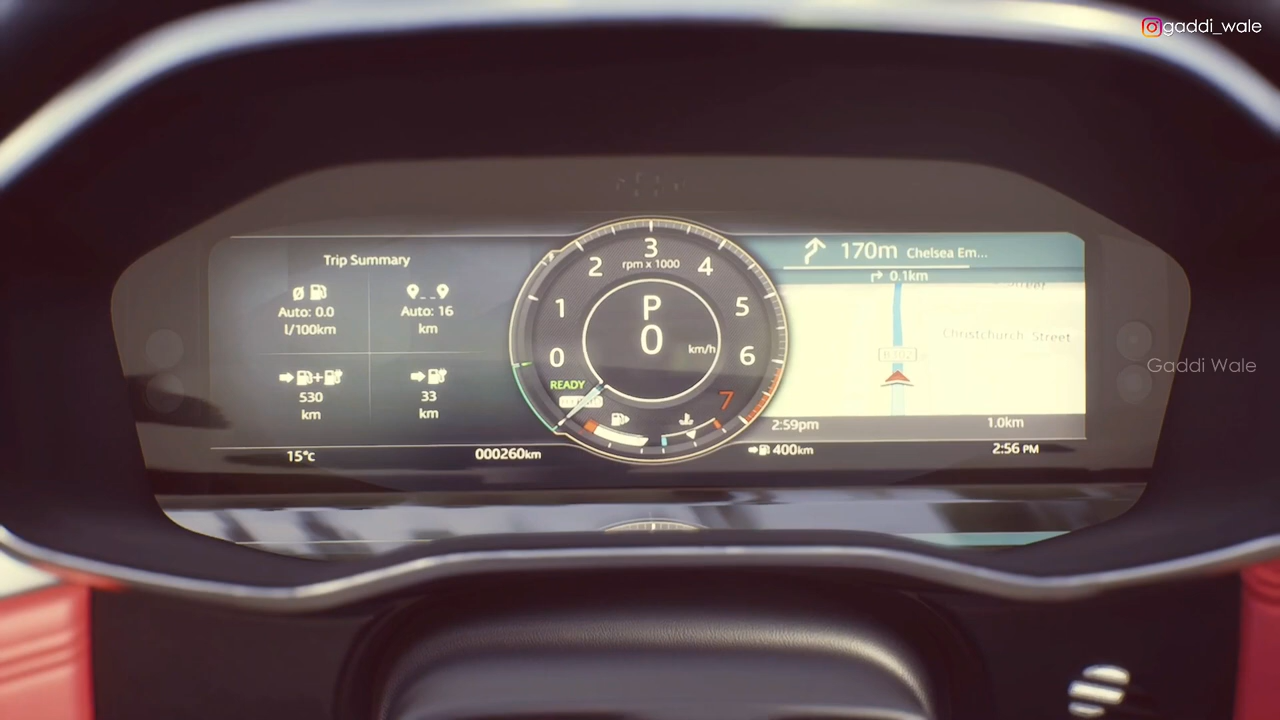 gaddi_wale
Trip Summary
Auto: 0.0
l/100km
Auto: 16
km
530
km
33
km
15°c
000260km
3
2
4
rpm x 1000
1
5
P
0
km/h
0
6
READY
7
170m Chelsea Em...
0.1km
Christchurch Street
2:59pm
1.0km
400km
2:56 PM
Gaddi Wale